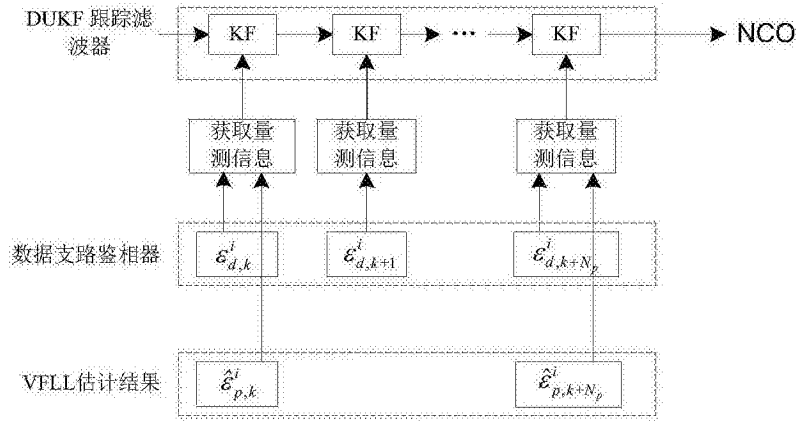 DUKF 跟踪滤
波器
KF
KF
...
KF
NCO
获取量
测信息
获取量
测信息
获取量
测信息
数据支路鉴相器
ε^i_{d,k}
ε^i_{d,k+1}
ε^i_{d,k+N_p}
VFLL估计结果
ε̂^i_{p,k}
ε̂^i_{p,k+N_p}